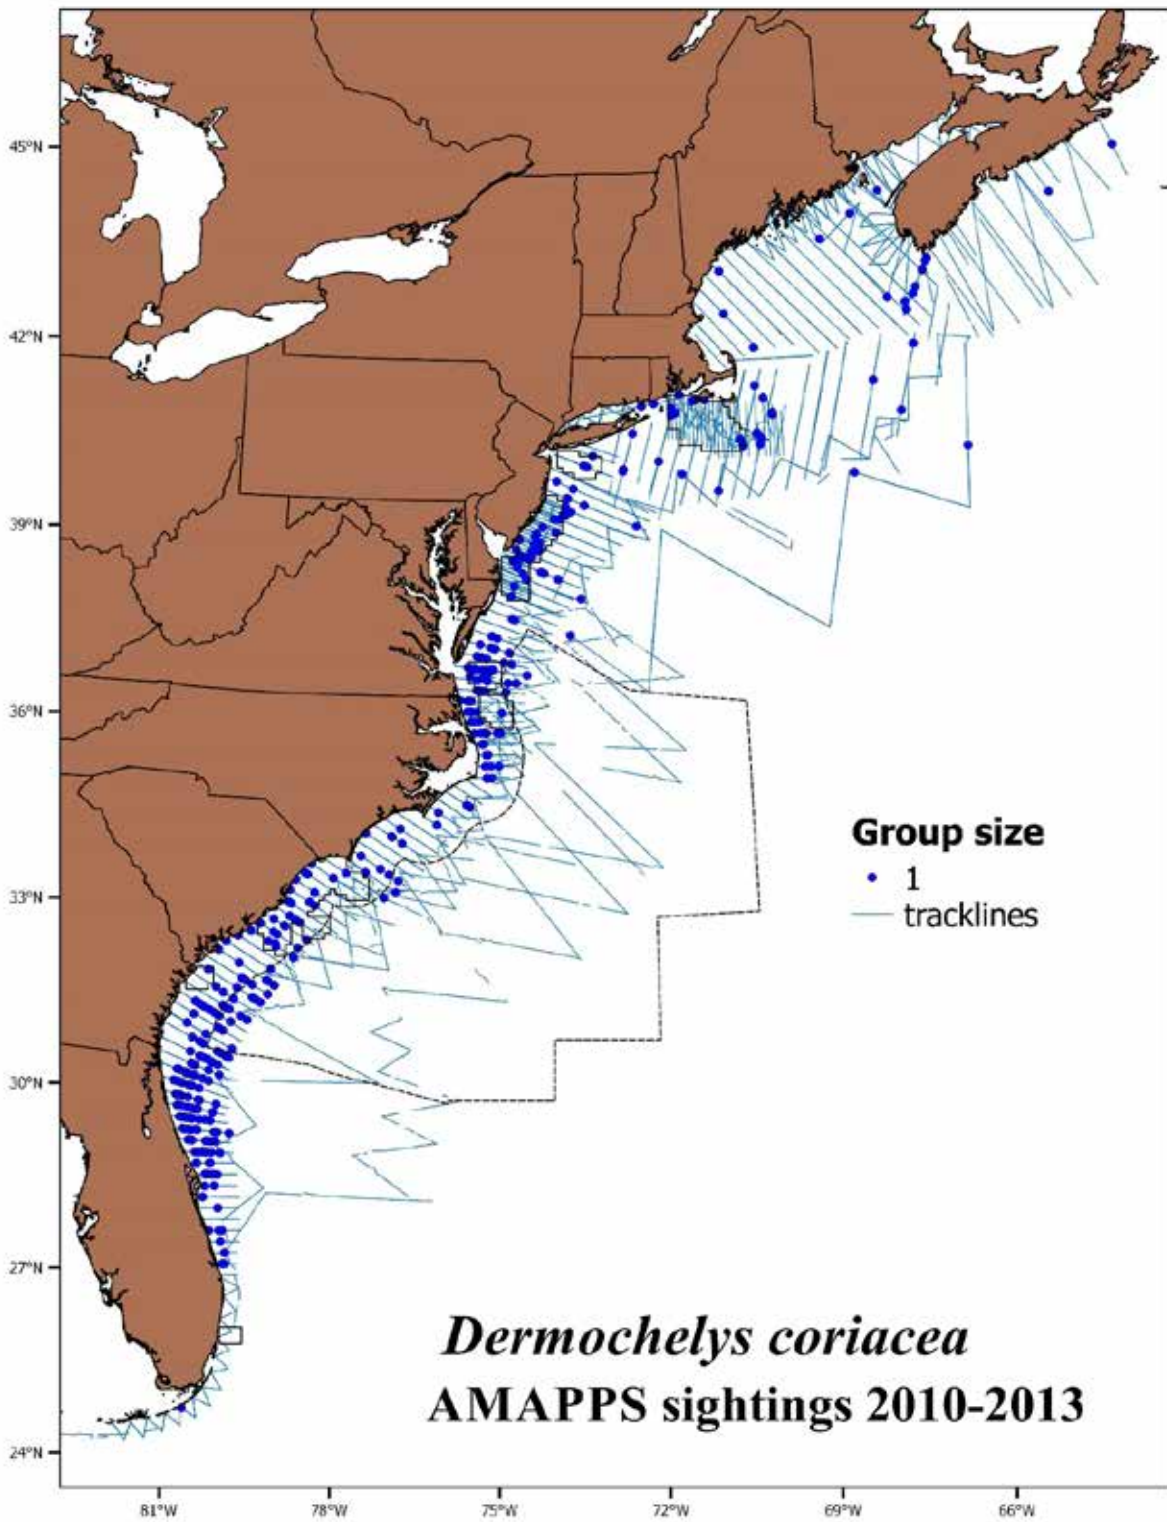 45°N
42°N
39°N
36°N
33°N
30°N
27°N
24°N
Group size
1
tracklines
Dermochelys coriacea
AMAPPS sightings 2010-2013
81°W
78°W
75°W
72°W
69°W
66°W